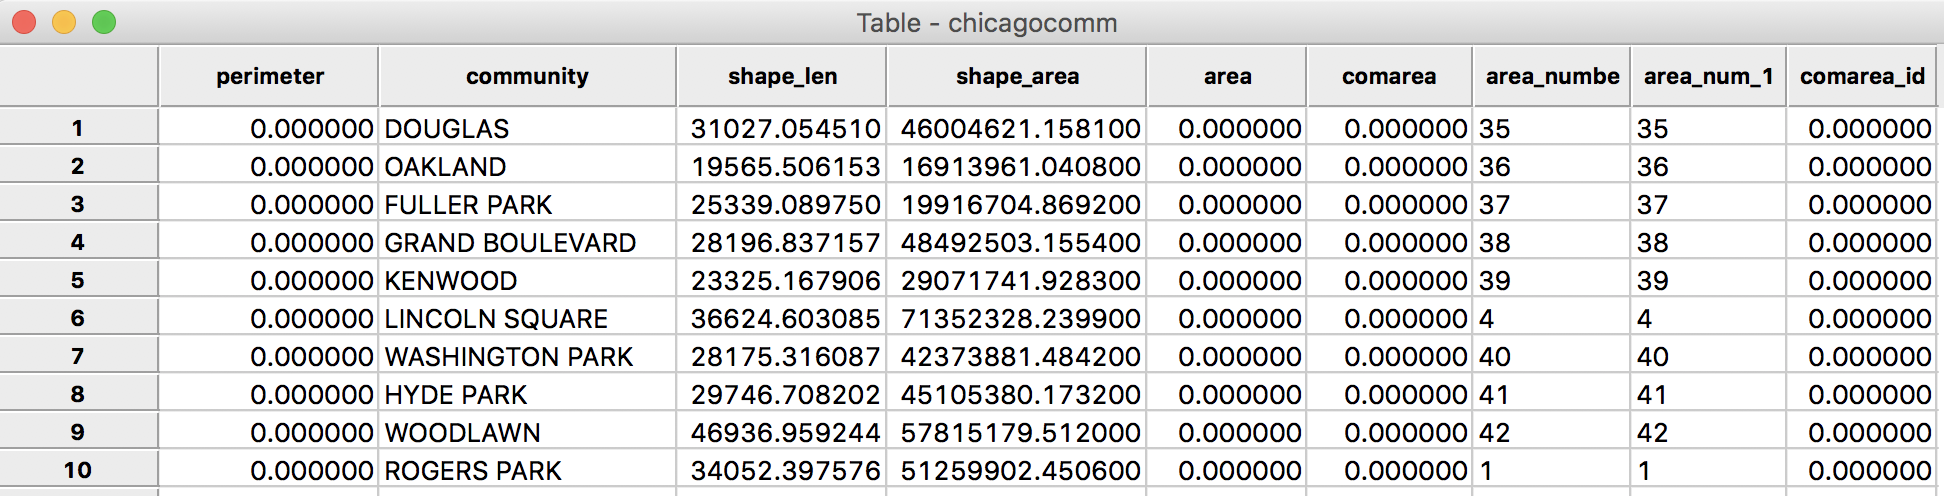 Table - chicagocomm
perimeter community shape_len shape_area area comarea area_numbe area_num_1 comarea_id
1 0.000000 DOUGLAS 31027.054510 46004621.158100 0.000000 0.000000 35 35 0.000000
2 0.000000 OAKLAND 19565.506153 16913961.040800 0.000000 0.000000 36 36 0.000000
3 0.000000 FULLER PARK 25339.089750 19916704.869200 0.000000 0.000000 37 37 0.000000
4 0.000000 GRAND BOULEVARD 28196.837157 48492503.155400 0.000000 0.000000 38 38 0.000000
5 0.000000 KENWOOD 23325.167906 29071741.928300 0.000000 0.000000 39 39 0.000000
6 0.000000 LINCOLN SQUARE 36624.603085 71352328.239900 0.000000 0.000000 4 4 0.000000
7 0.000000 WASHINGTON PARK 28175.316087 42373881.484200 0.000000 0.000000 40 40 0.000000
8 0.000000 HYDE PARK 29746.708202 45105380.173200 0.000000 0.000000 41 41 0.000000
9 0.000000 WOODLAWN 46936.959244 57815179.512000 0.000000 0.000000 42 42 0.000000
10 0.000000 ROGERS PARK 34052.397576 51259902.450600 0.000000 0.000000 1 1 0.000000